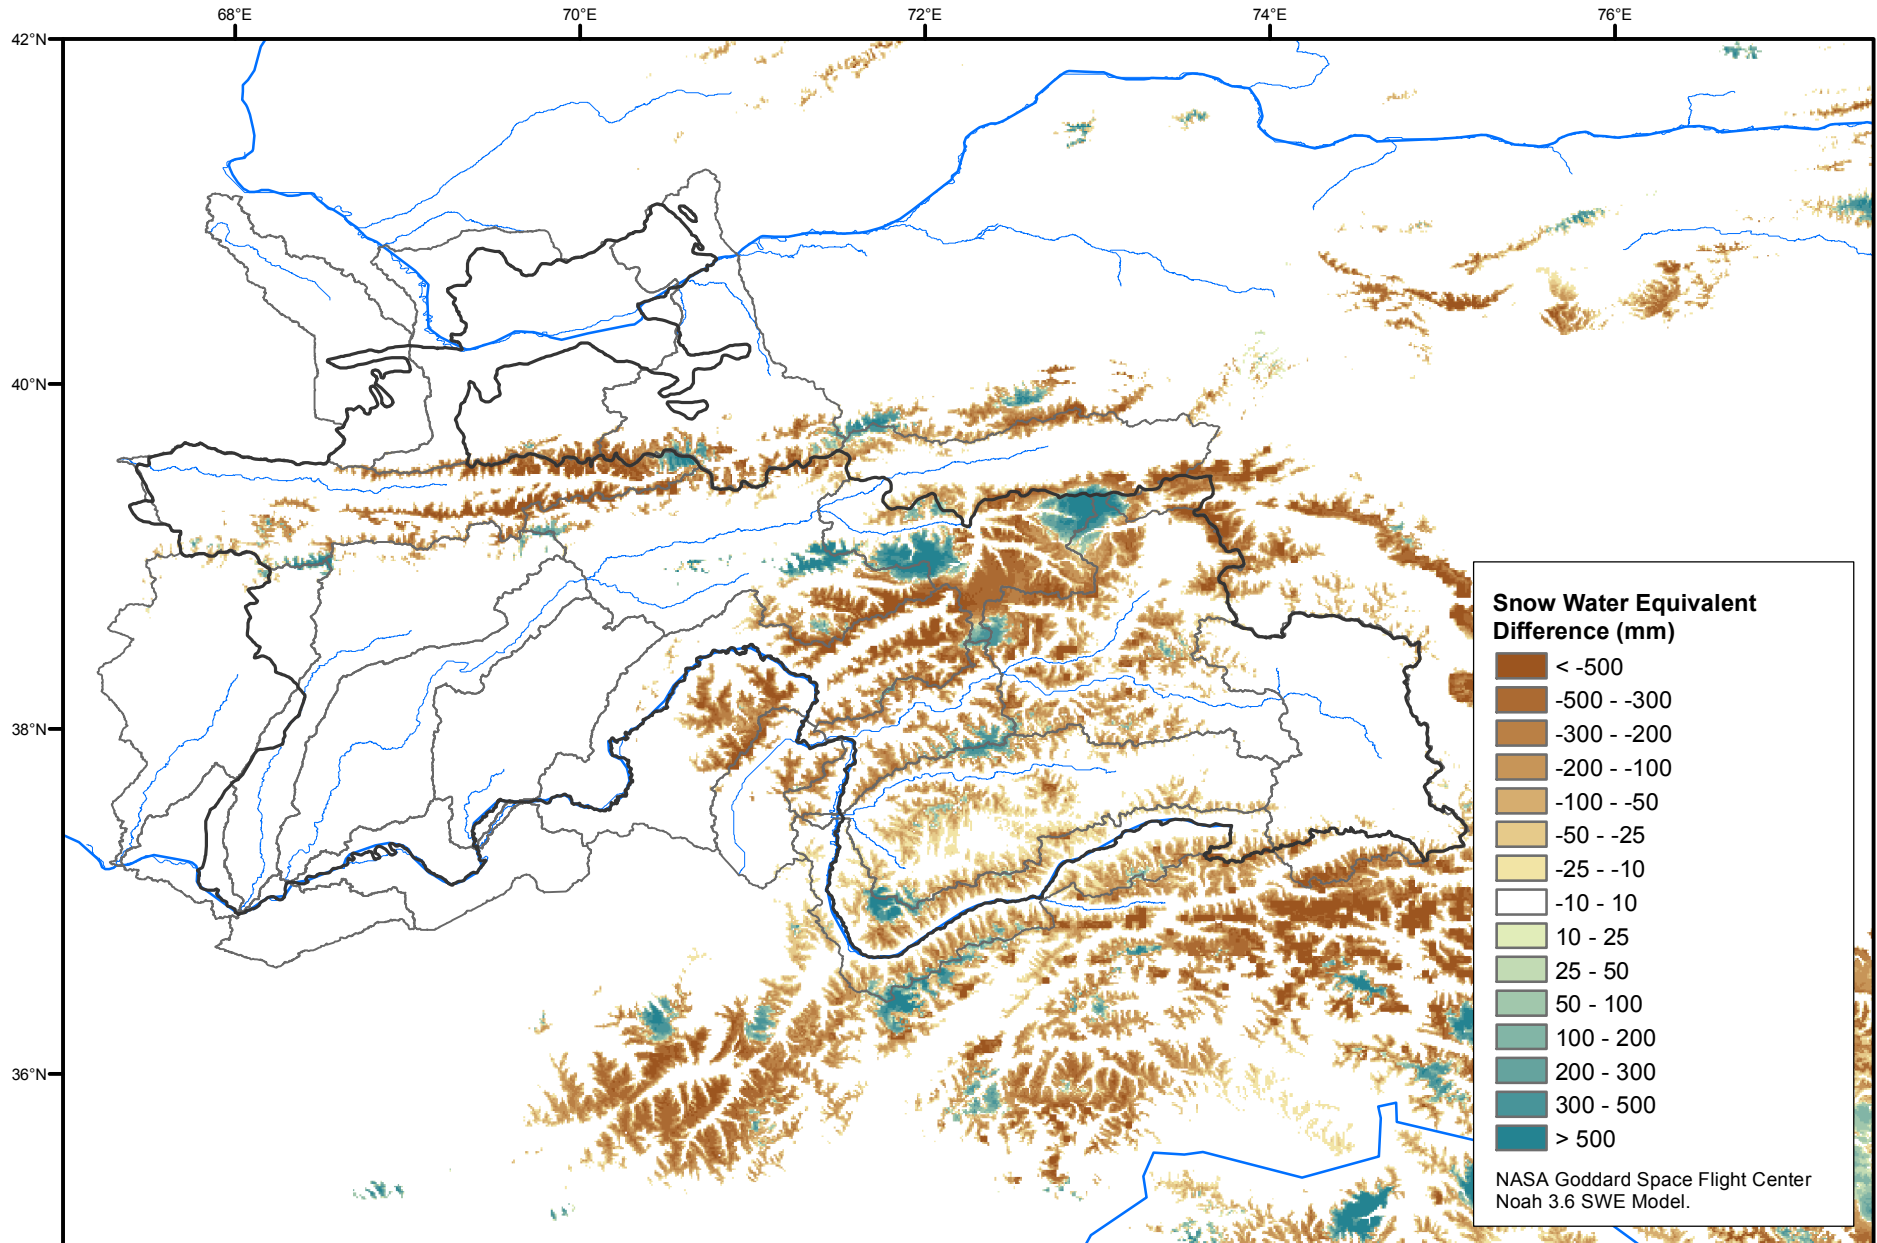 68°E
70°E
72°E
74°E
76°E
42°N
40°N
38°N
36°N
Snow Water Equivalent
Difference (mm)
< -500
-500 - -300
-300 - -200
-200 - -100
-100 - -50
-50 - -25
-25 - -10
-10 - 10
10 - 25
25 - 50
50 - 100
100 - 200
200 - 300
300 - 500
> 500
NASA Goddard Space Flight Center
Noah 3.6 SWE Model.